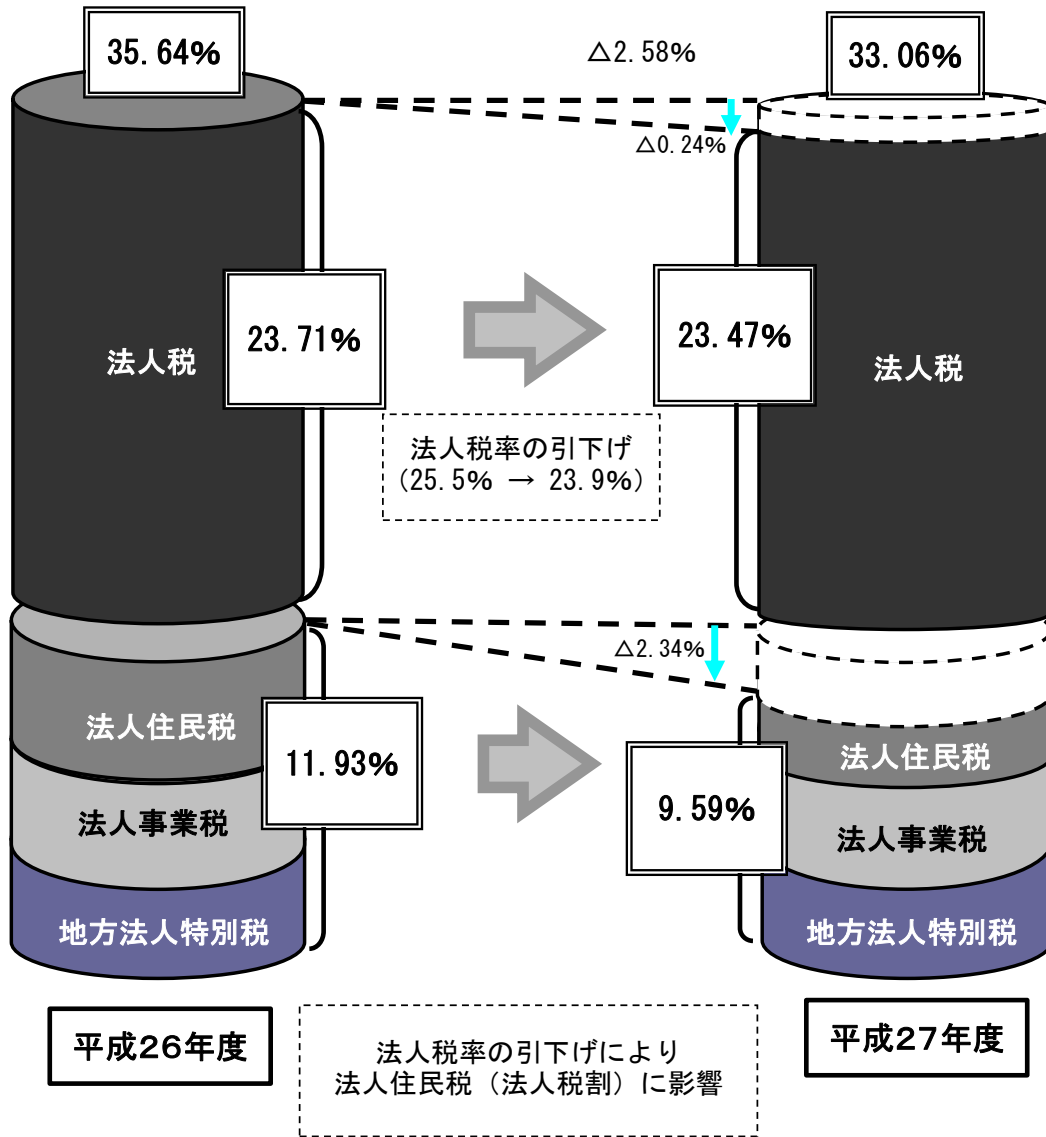 35.64%
△2.58%
33.06%
△0.24%
23.71%
23.47%
法人税
法人税
法人税率の引下げ
(25.5% → 23.9%)
△2.34%
法人住民税
11.93%
法人住民税
9.59%
法人事業税
法人事業税
地方法人特別税
地方法人特別税
平成26年度
法人税率の引下げにより
法人住民税（法人税割）に影響
平成27年度